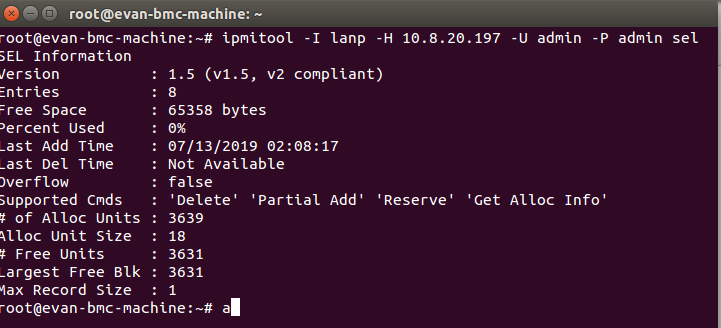 root@evan-bmc-machine: ~
root@evan-bmc-machine:~# ipmitool -I lanp -H 10.8.20.197 -U admin -P admin sel
SEL Information
Version          : 1.5 (v1.5, v2 compliant)
Entries          : 8
Free Space       : 65358 bytes
Percent Used     : 0%
Last Add Time    : 07/13/2019 02:08:17
Last Del Time    : Not Available
Overflow         : false
Supported Cmds   : 'Delete' 'Partial Add' 'Reserve' 'Get Alloc Info'
# of Alloc Units : 3639
Alloc Unit Size  : 18
# Free Units     : 3631
Largest Free Blk : 3631
Max Record Size  : 1
root@evan-bmc-machine:~# a